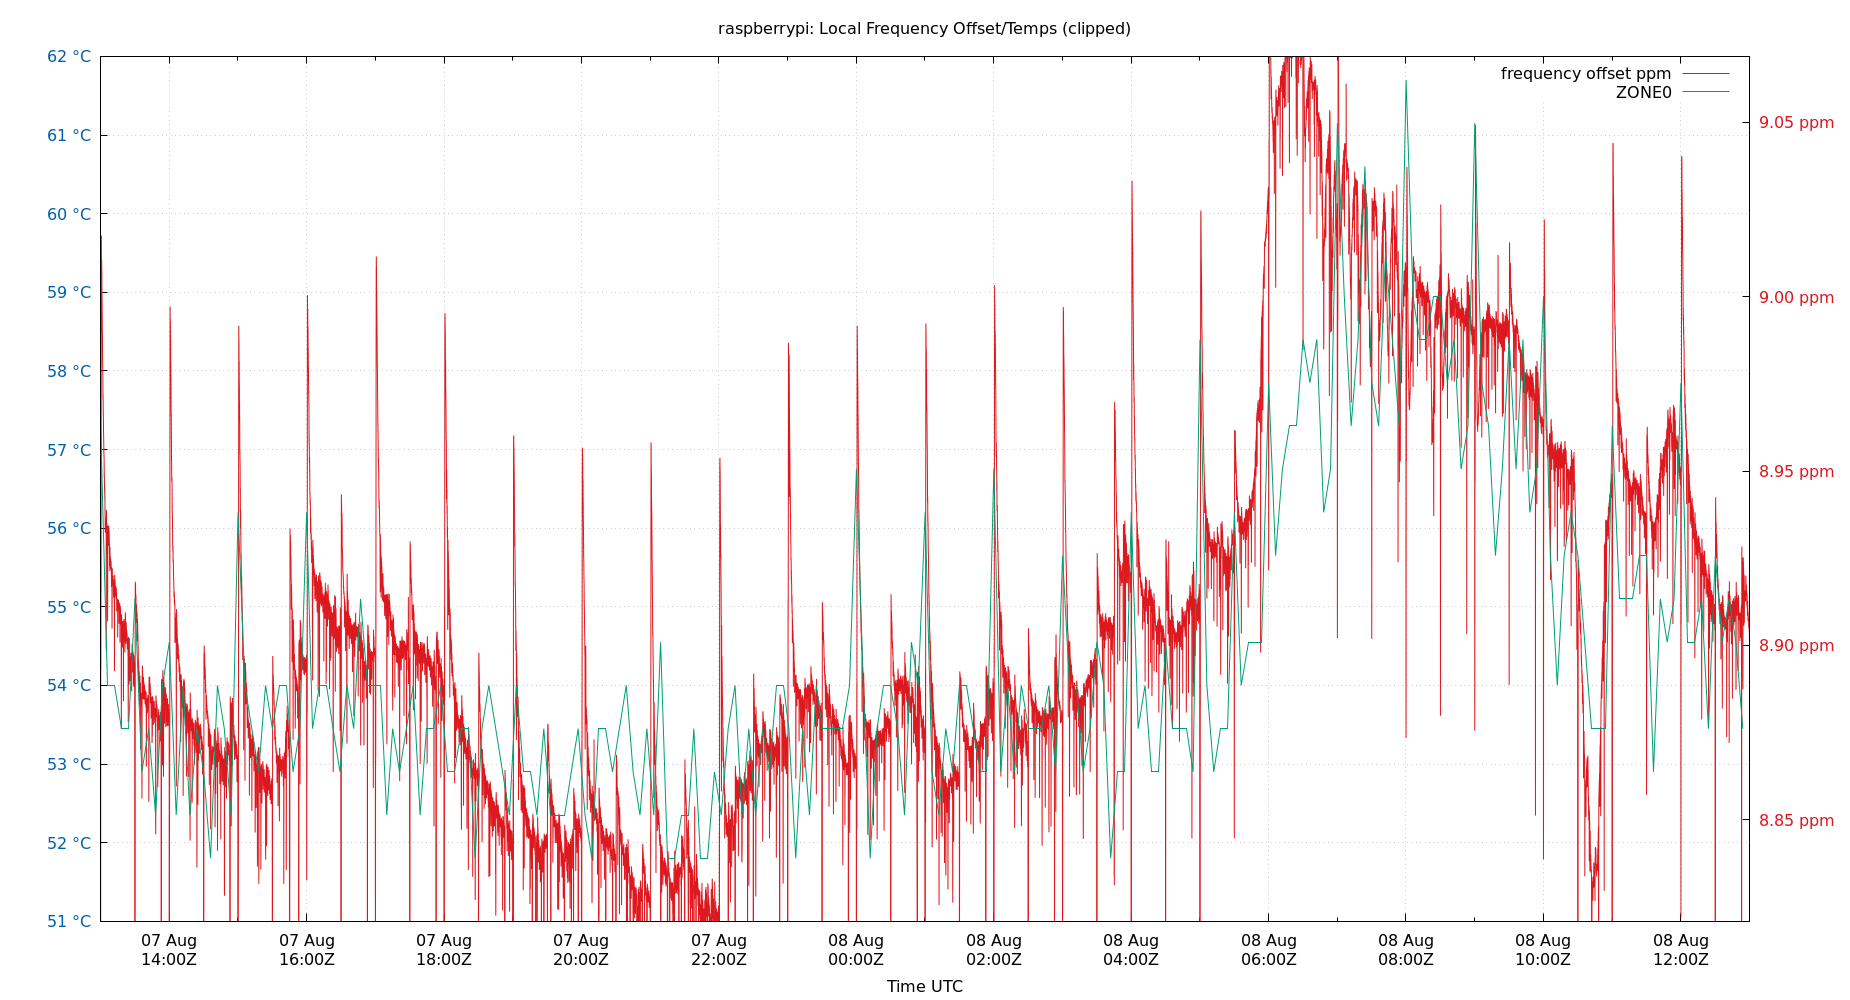 raspberrypi: Local Frequency Offset/Temps (clipped)
62 °C
61 °C
60 °C
59 °C
58 °C
57 °C
56 °C
55 °C
54 °C
53 °C
52 °C
51 °C
frequency offset ppm
ZONE0
9.05 ppm
9.00 ppm
8.95 ppm
8.90 ppm
8.85 ppm
07 Aug
14:00Z
07 Aug
16:00Z
07 Aug
18:00Z
07 Aug
20:00Z
07 Aug
22:00Z
08 Aug
00:00Z
08 Aug
02:00Z
08 Aug
04:00Z
08 Aug
06:00Z
08 Aug
08:00Z
08 Aug
10:00Z
08 Aug
12:00Z
Time UTC